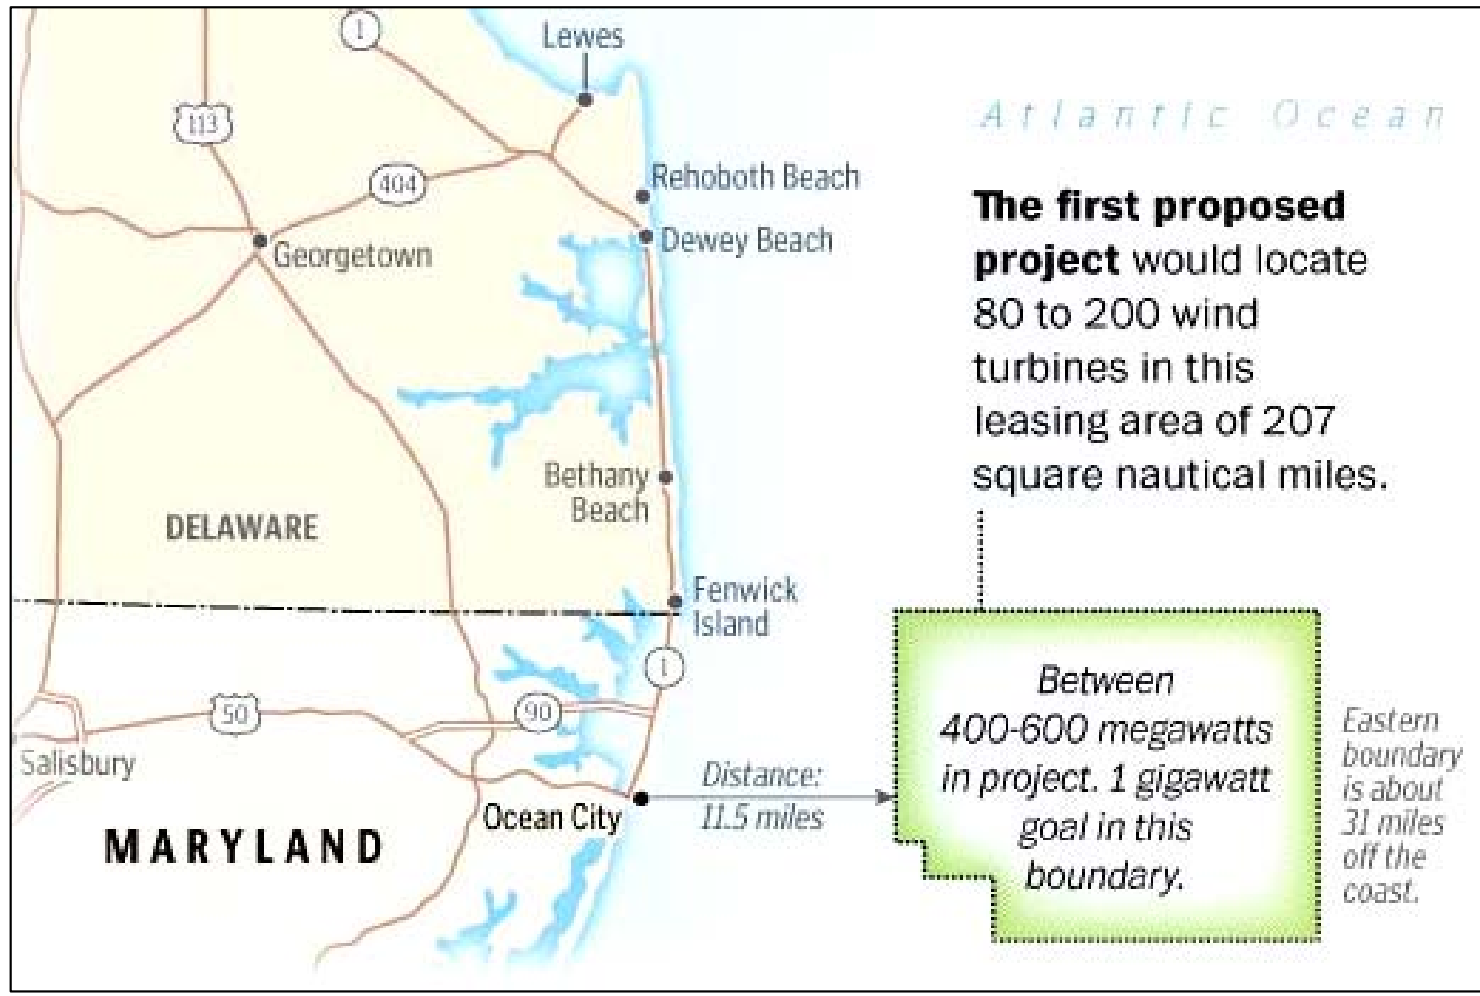 1
Lewes
Atlantic Ocean
113
404
Rehoboth Beach
Dewey Beach
Georgetown
The first proposed
project would locate
80 to 200 wind
turbines in this
leasing area of 207
square nautical miles.
Bethany
Beach
DELAWARE
Fenwick
Island
1
50
90
Salisbury
Ocean City
MARYLAND
Distance:
11.5 miles
Between
400-600 megawatts
in project. 1 gigawatt
goal in this
boundary.
Eastern
boundary
is about
31 miles
off the
coast.